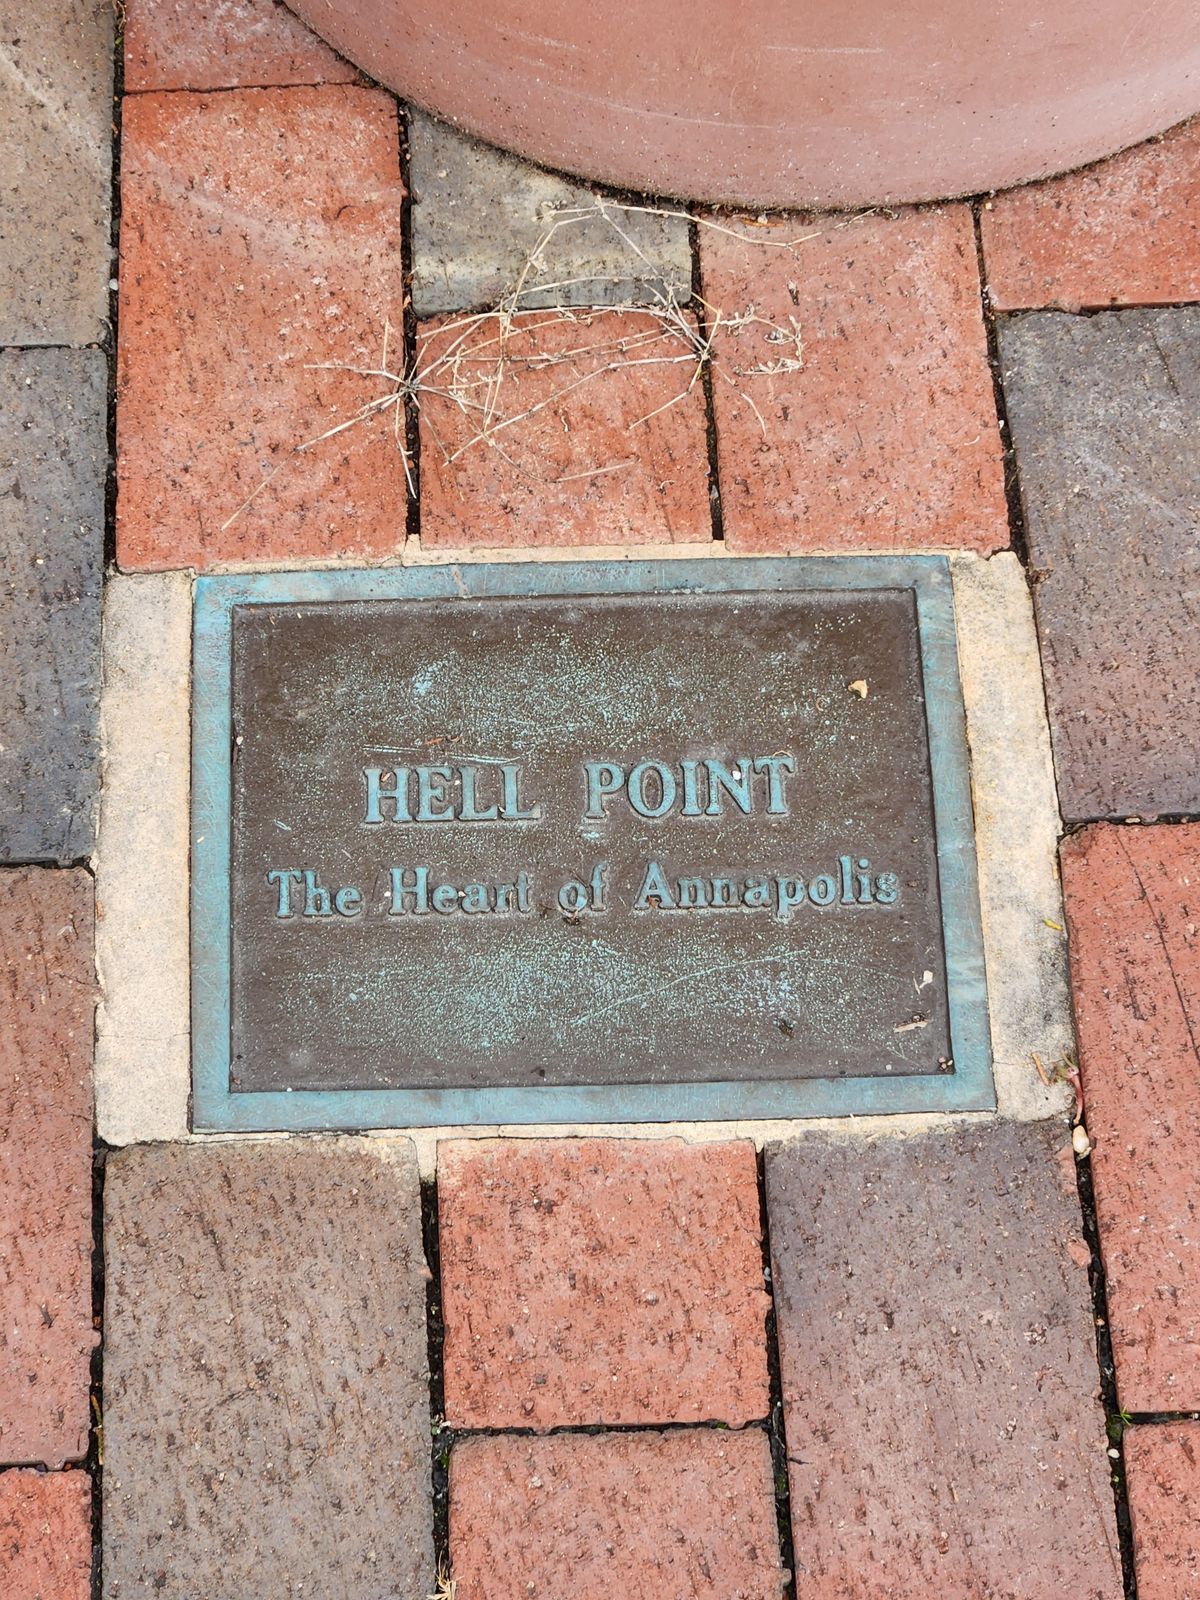 HELL POINT
The Heart of Annapolis